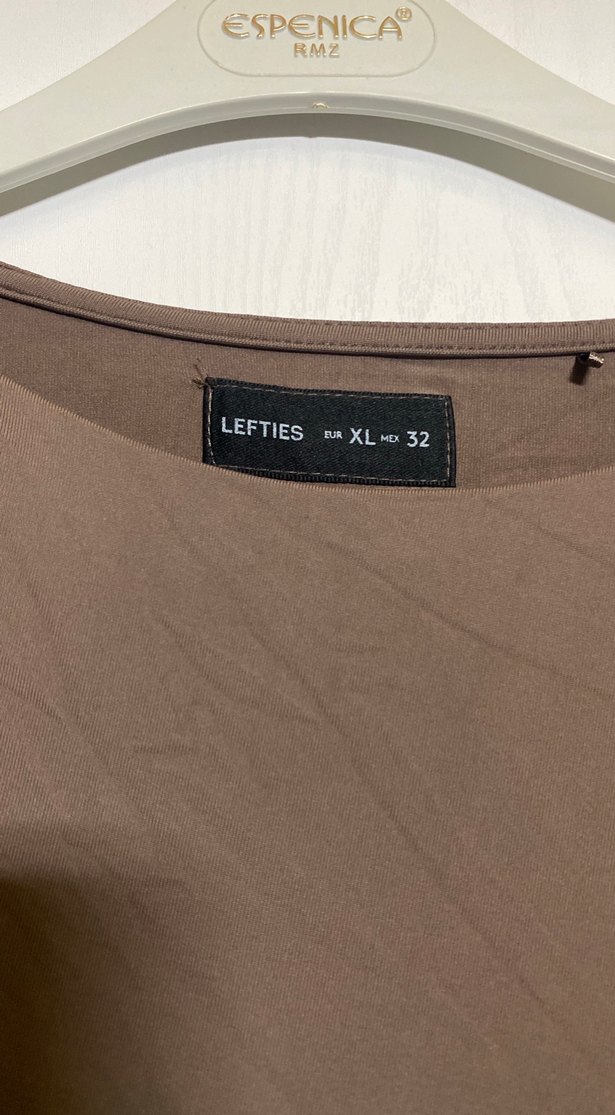 ESPENICA®
RMZ
LEFTIES EUR XL MEX 32